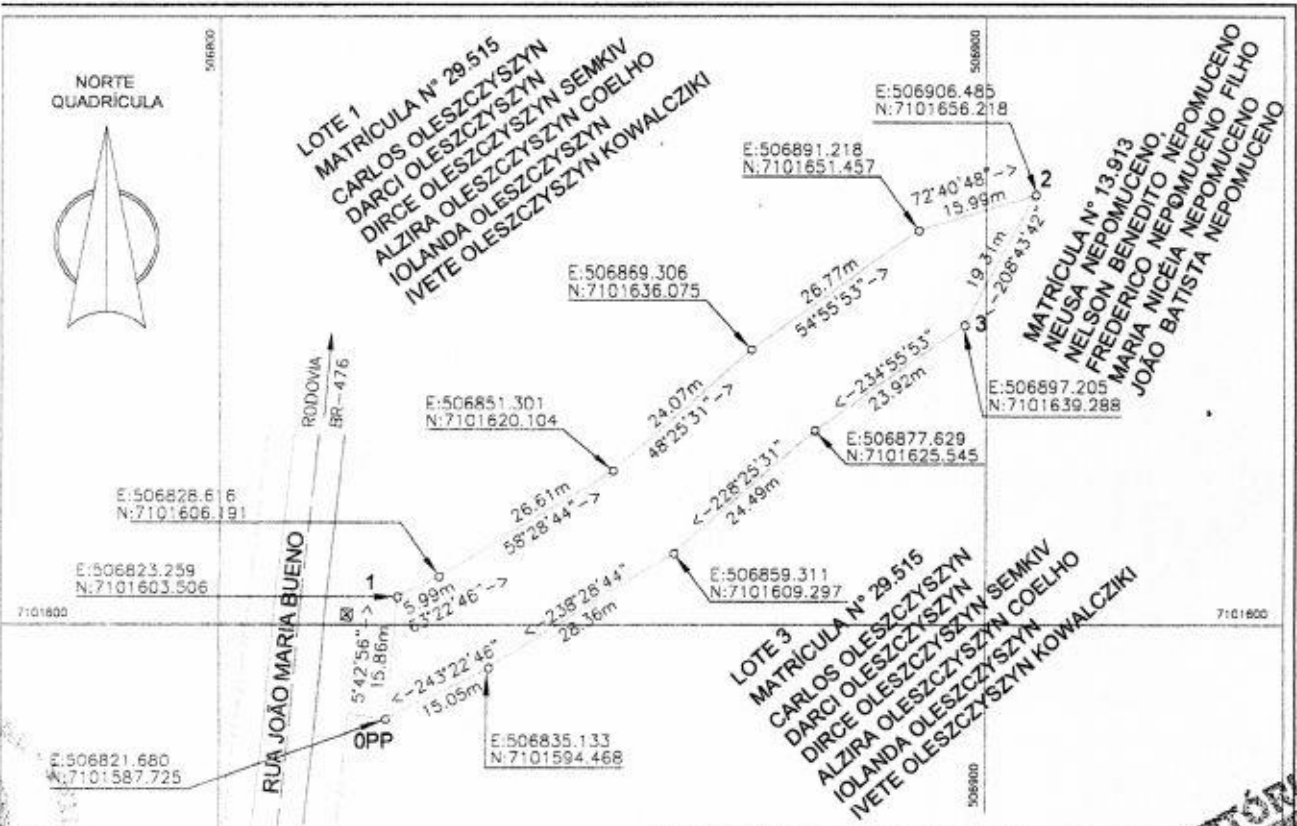 NORTE
QUADRÍCULA
506800
506900
LOTE 1
MATRÍCULA N° 29.515
CARLOS OLESZCZYSZYN
DARCI OLESZCZYSZYN
DIRCE OLESZCZYSZYN SEMKIV
ALZIRA OLESZCZYSZYN COELHO
IOLANDA OLESZCZYSZYN
IVETE OLESZCZYSZYN KOWALCZIKI
E:506906.485
N:7101656.218
E:506891.218
N:7101651.457
72°40'48"->
15.99m
2
MATRÍCULA N° 13.913
NEUSA NEPOMUCENO,
NELSON BENEDITO NEPOMUCENO
FREDERICO NEPOMUCENO FILHO
MARIA NICÉIA NEPOMUCENO
JOÃO BATISTA NEPOMUCENO
19.31m
<-208°43'42"
3
E:506869.306
N:7101636.075
26.77m
54°55'53"->
<-234°55'53"
23.92m
E:506897.205
N:7101639.288
RODOVIA
BR-476
E:506851.301
N:7101620.104
24.07m
48°25'31"->
E:506877.629
N:7101625.545
<-228°25'31"
24.49m
E:506828.616
N:7101606.191
26.61m
58°28'44"->
E:506823.259
N:7101603.506
1
5.99m
63°22'46"->
E:506859.311
N:7101609.297
<-238°28'44"
28.36m
7101600
7101600
RUA JOÃO MARIA BUENO
5°42'56"->
15.86m
<-243°22'46"
15.05m
0PP
E:506835.133
N:7101594.468
E:506821.680
N:7101587.725
LOTE 3
MATRÍCULA N° 29.515
CARLOS OLESZCZYSZYN
DARCI OLESZCZYSZYN
DIRCE OLESZCZYSZYN SEMKIV
ALZIRA OLESZCZYSZYN COELHO
IOLANDA OLESZCZYSZYN
IVETE OLESZCZYSZYN KOWALCZIKI
506900